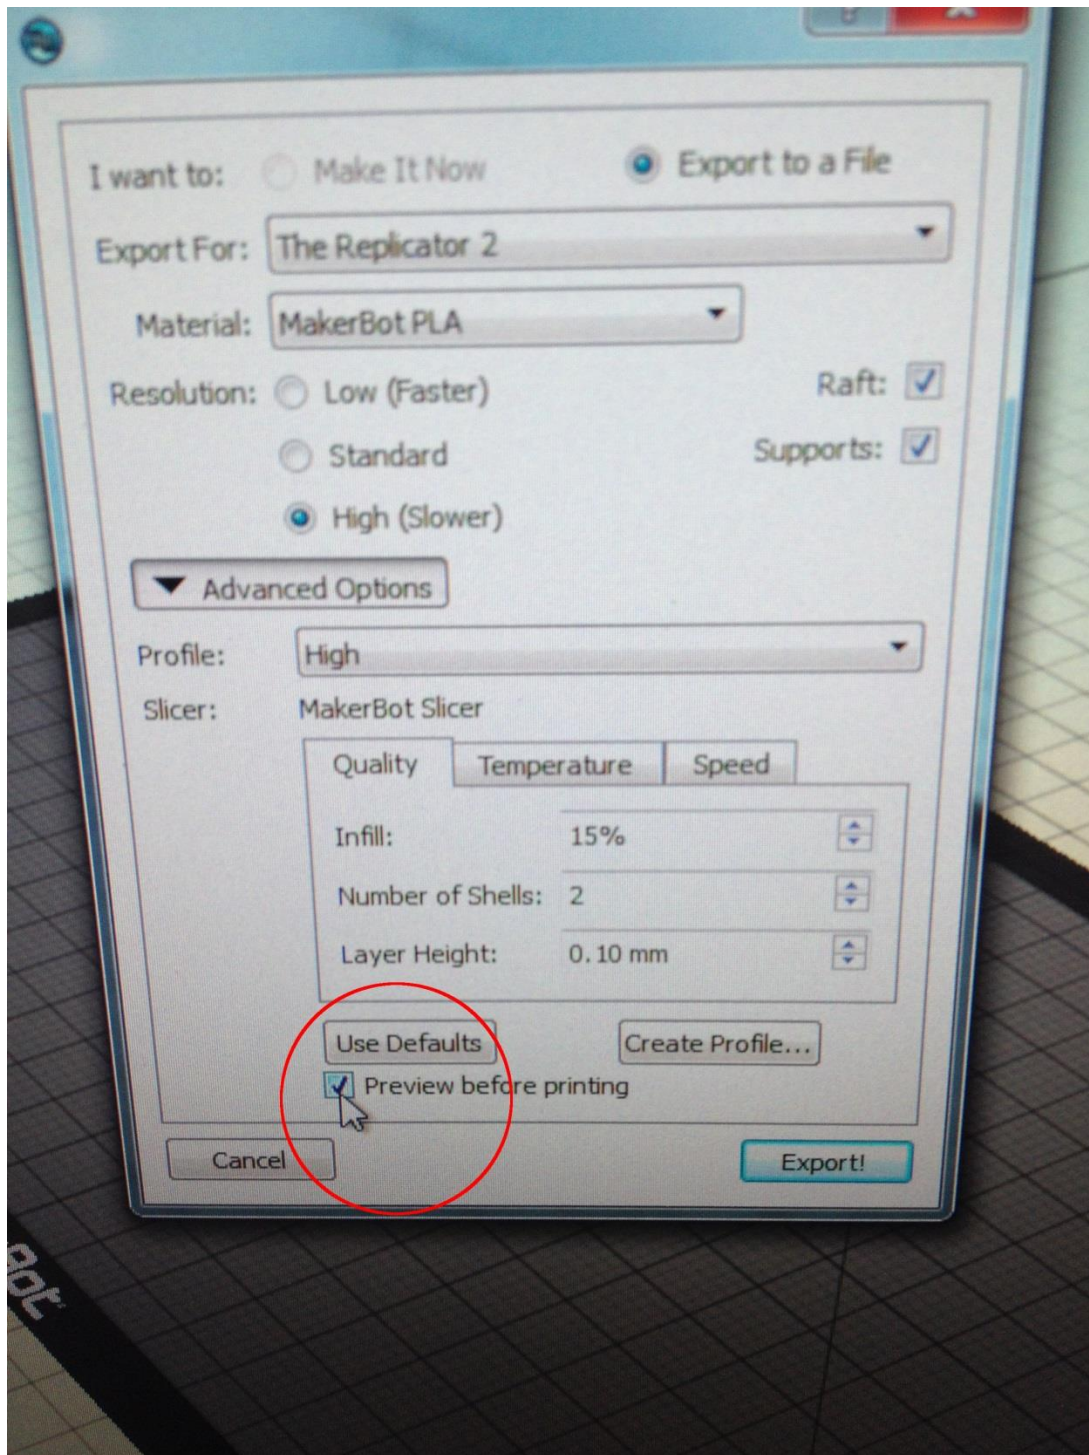 I want to: Make It Now Export to a File
Export For: The Replicator 2
Material: MakerBot PLA
Resolution: Low (Faster) Raft:
Standard Supports:
High (Slower)
Advanced Options
Profile: High
Slicer: MakerBot Slicer
Quality Temperature Speed
Infill: 15%
Number of Shells: 2
Layer Height: 0.10 mm
Use Defaults Create Profile...
Preview before printing
Cancel Export!
Bot